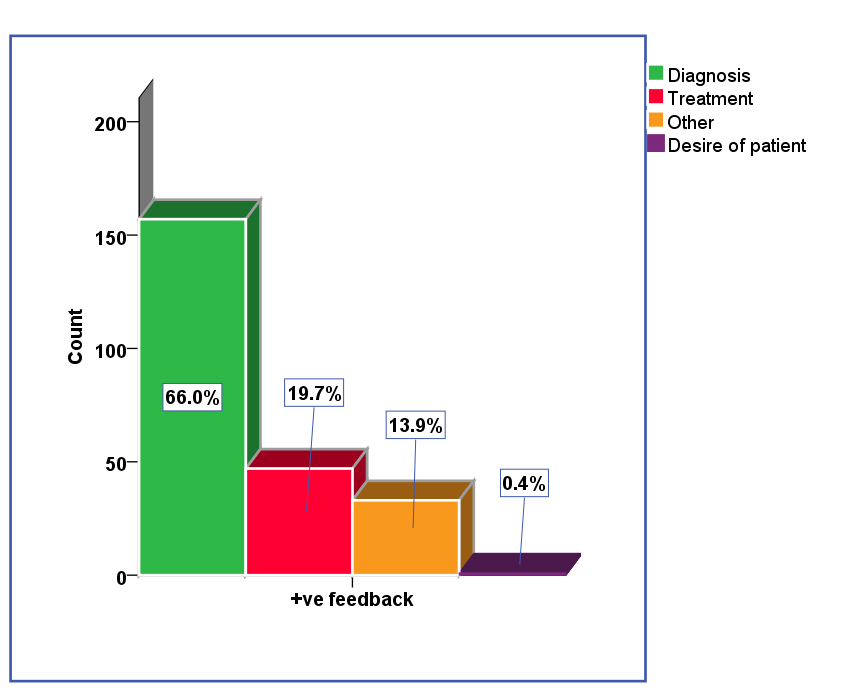 Diagnosis
Treatment
Other
Desire of patient
200
150
100
50
0
Count
66.0%
19.7%
13.9%
0.4%
+ve feedback